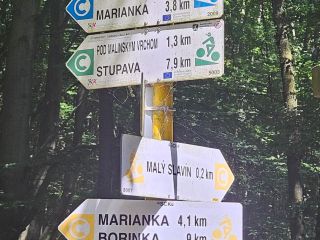 C MARIANKA 3.8 km
2009
POD MALINSKÝM VRCHOM 1,3 km
C STUPAVA 7,9 km
MALÝ SLAVÍN 0,2 km
C
C MARIANKA 4,1 km
BORINKA 9 km